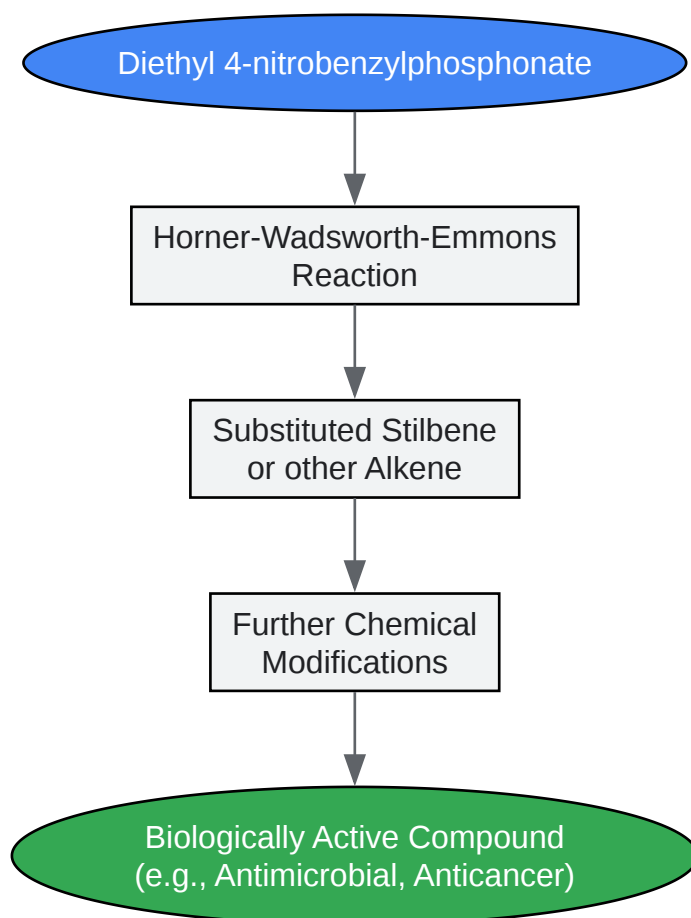 Diethyl 4-nitrobenzylphosphonate
Horner-Wadsworth-Emmons
Reaction
Substituted Stilbene
or other Alkene
Further Chemical
Modifications
Biologically Active Compound
(e.g., Antimicrobial, Anticancer)